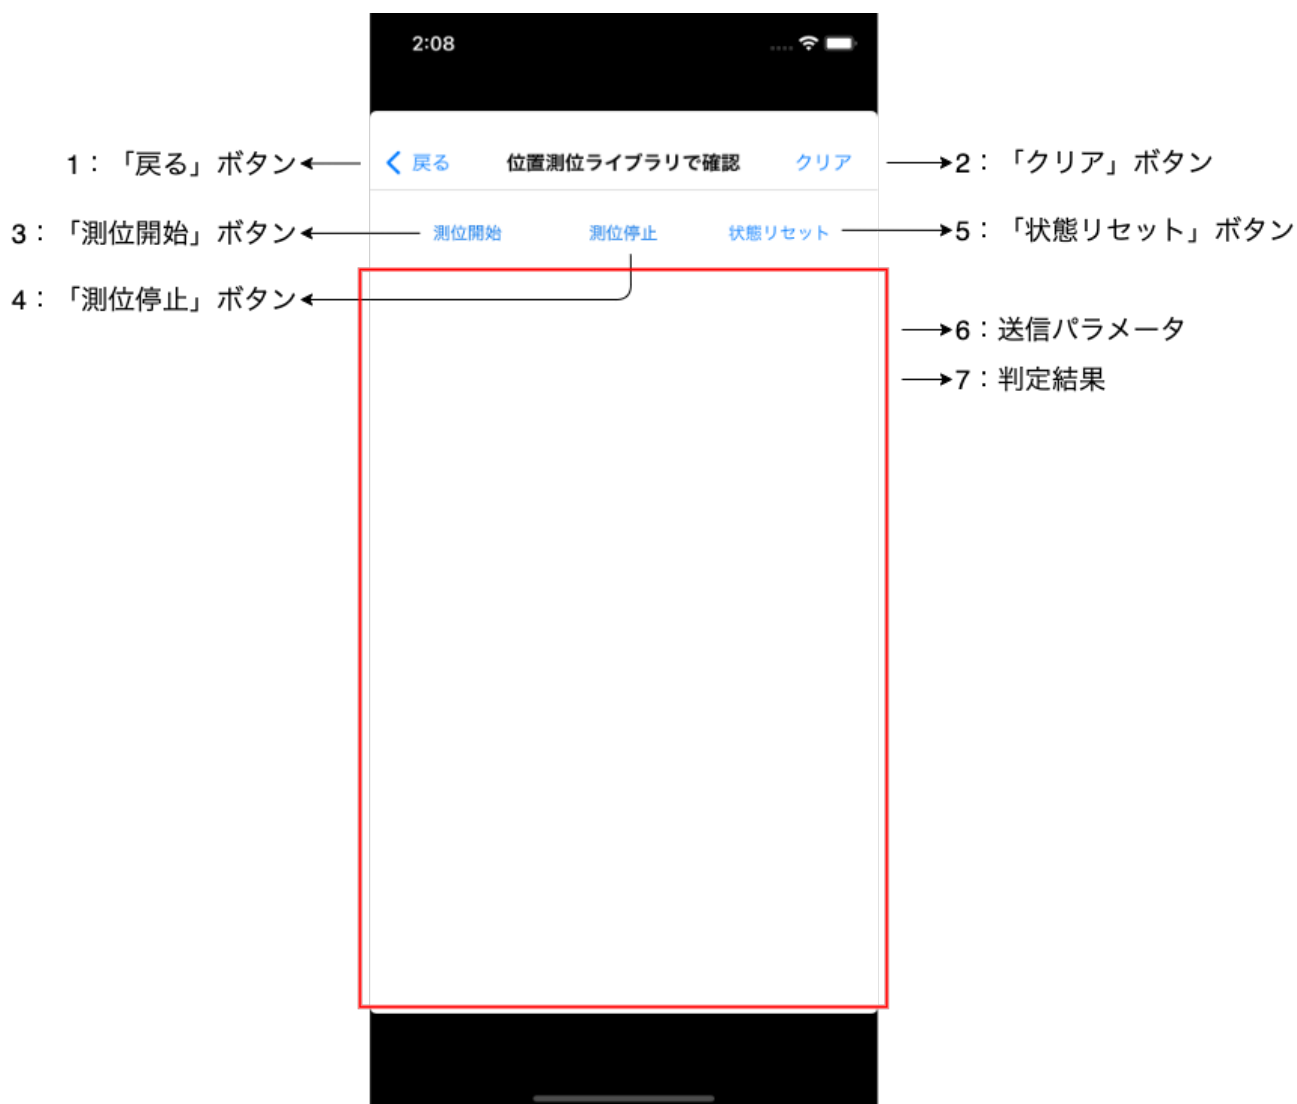 2:08
1：「戻る」ボタン
戻る
位置測位ライブラリで確認
クリア
2：「クリア」ボタン
3：「測位開始」ボタン
測位開始
測位停止
状態リセット
5：「状態リセット」ボタン
4：「測位停止」ボタン
6：送信パラメータ
7：判定結果